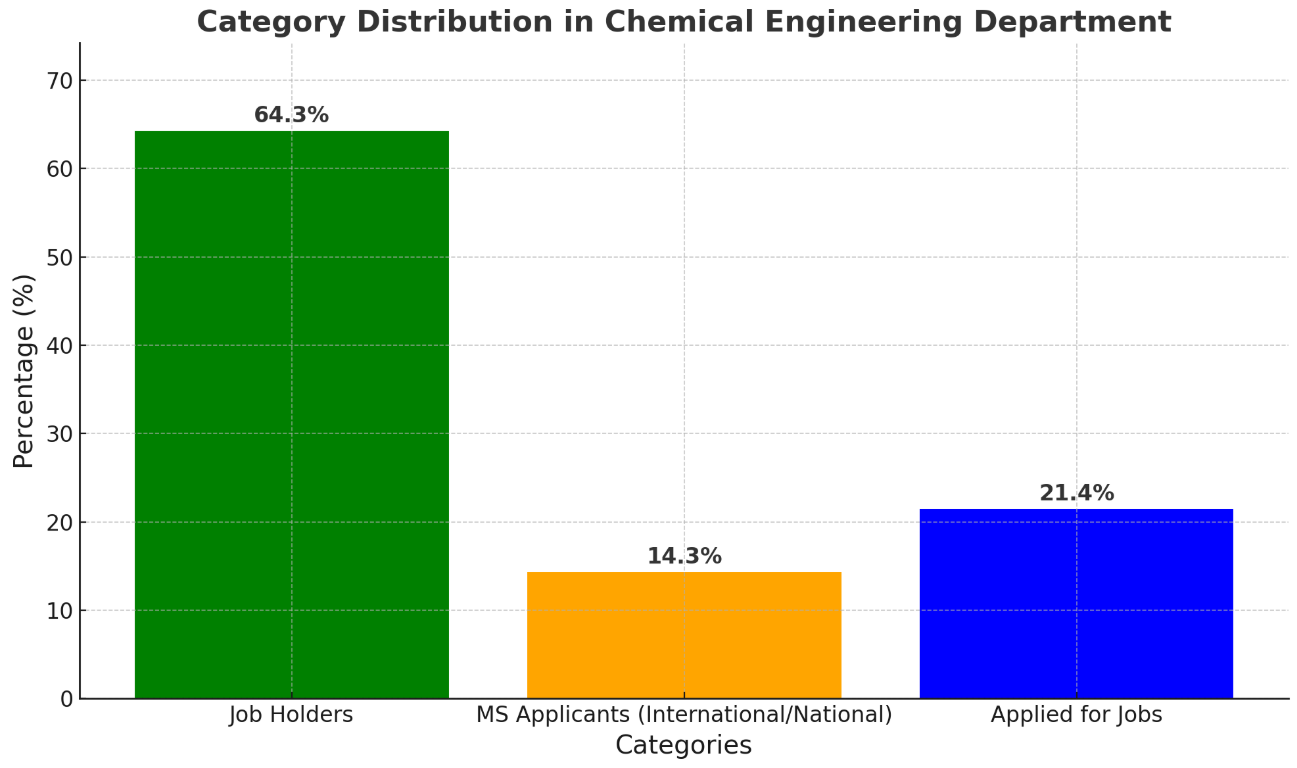 Category Distribution in Chemical Engineering Department
Percentage (%)
70
60
50
40
30
20
10
0
64.3%
14.3%
21.4%
Job Holders
MS Applicants (International/National)
Applied for Jobs
Categories